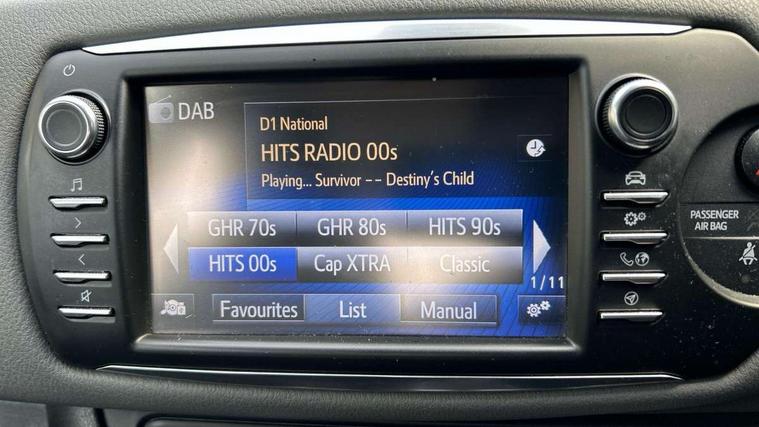 DAB
D1 National
HITS RADIO 00s
Playing... Survivor -- Destiny's Child
GHR 70s GHR 80s HITS 90s
HITS 00s Cap XTRA Classic
1/11
Favourites List Manual
PASSENGER
AIR BAG